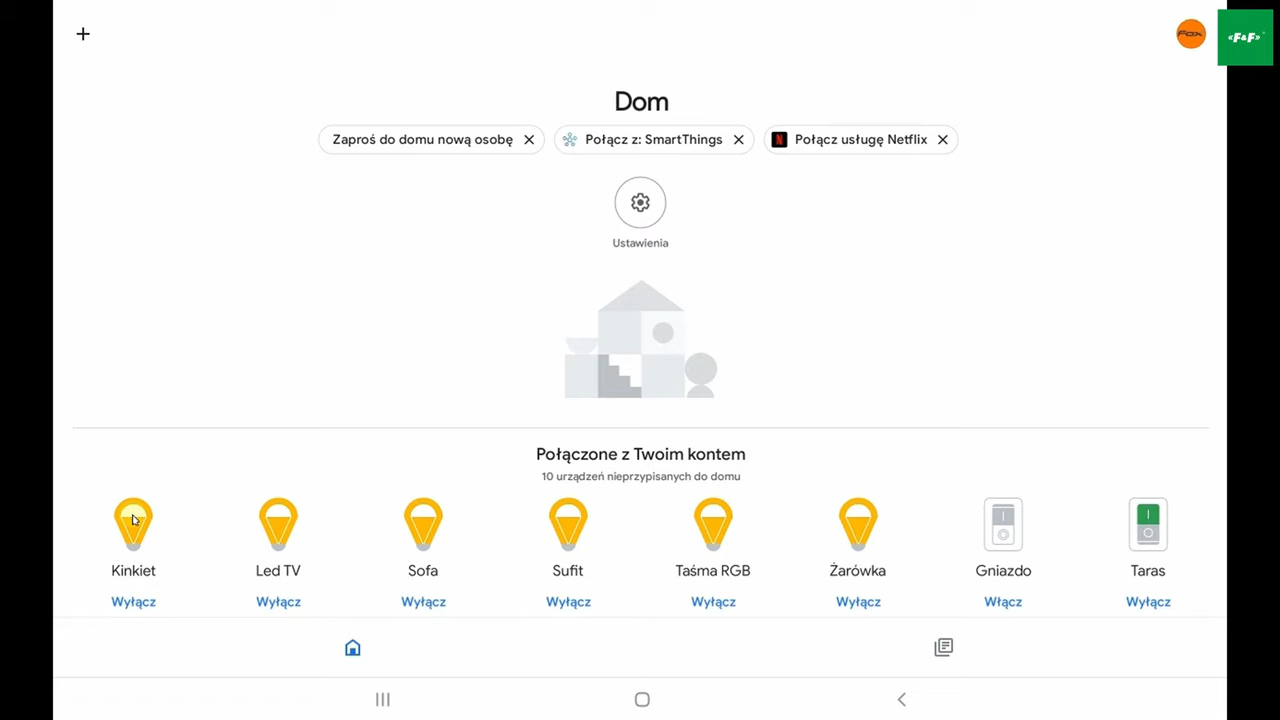 Fox
«F&F»
Dom
Zaproś do domu nową osobę
Połącz z: SmartThings
N Połącz usługę Netflix
Ustawienia
Połączone z Twoim kontem
10 urządzeń nieprzypisanych do domu
Kinkiet Led TV Sofa Sufit Taśma RGB Żarówka Gniazdo Taras
Wyłącz Wyłącz Wyłącz Wyłącz Wyłącz Wyłącz Włącz Wyłącz